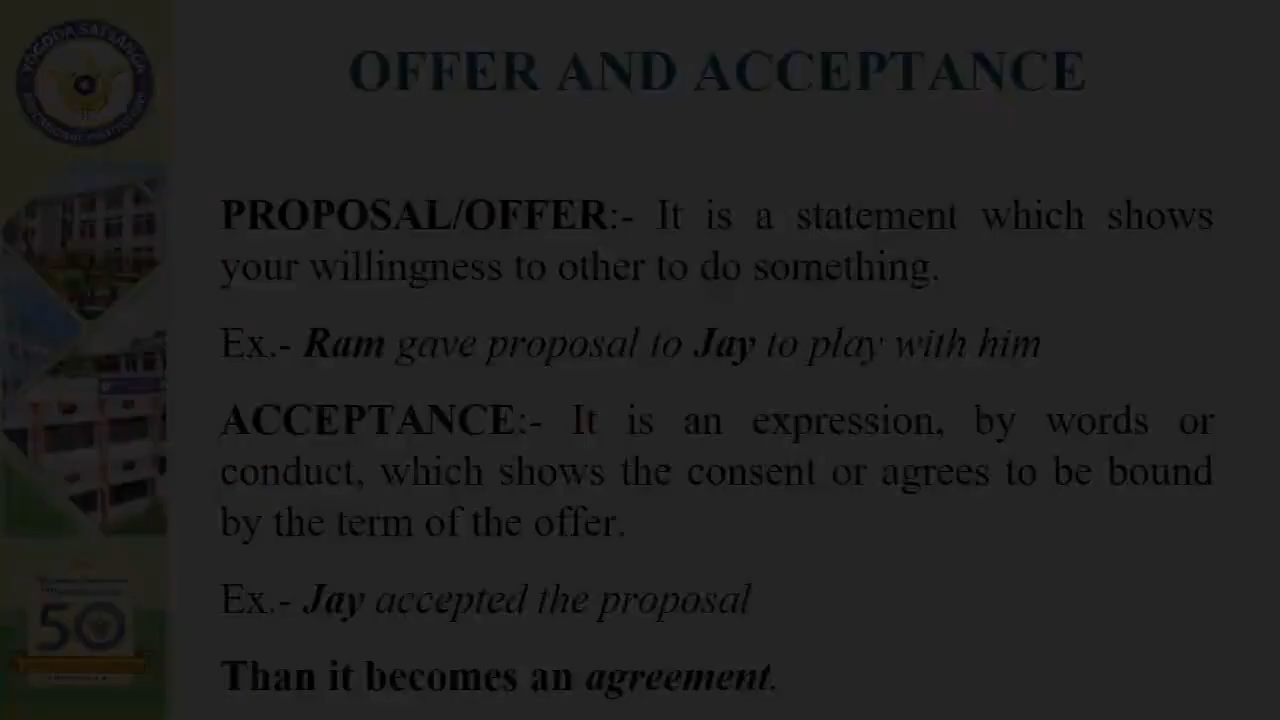 OFFER AND ACCEPTANCE
PROPOSAL/OFFER:- It is a statement which shows
your willingness to other to do something.
Ex.- Ram gave proposal to Jay to play with him
ACCEPTANCE:- It is an expression, by words or
conduct, which shows the consent or agrees to be bound
by the term of the offer.
Ex.- Jay accepted the proposal
Than it becomes an agreement.
YOGODA SATSANGA
50